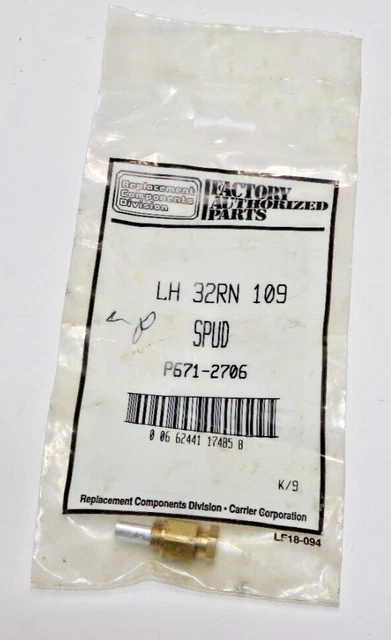 Replacement
Components
Division
FACTORY
AUTHORIZED
PARTS
LH 32RN 109
SPUD
P671-2706
0 06 62441 17485 8
K/9
Replacement Components Division • Carrier Corporation
LF18-094